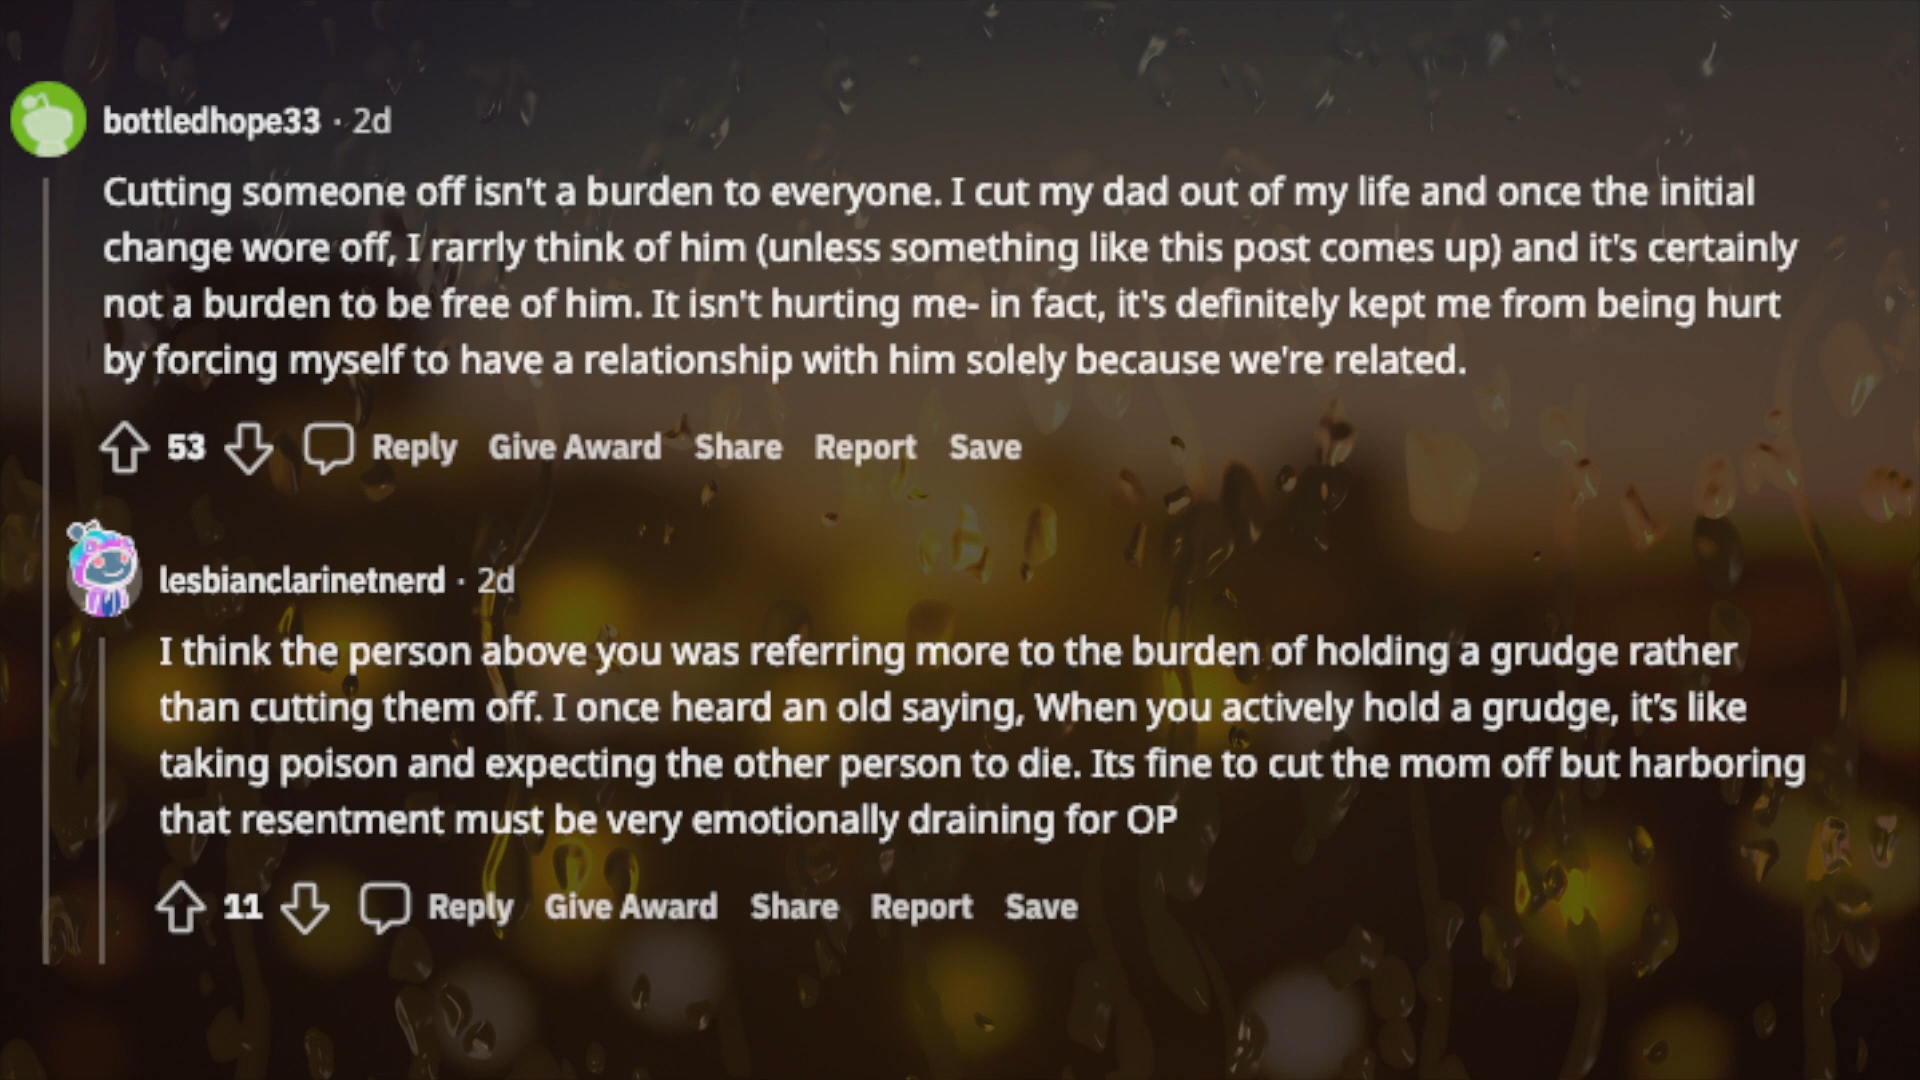 bottledhope33 · 2d
Cutting someone off isn't a burden to everyone. I cut my dad out of my life and once the initial
change wore off, I rarrly think of him (unless something like this post comes up) and it's certainly
not a burden to be free of him. It isn't hurting me- in fact, it's definitely kept me from being hurt
by forcing myself to have a relationship with him solely because we're related.
53 Reply Give Award Share Report Save
lesbianclarinetnerd · 2d
I think the person above you was referring more to the burden of holding a grudge rather
than cutting them off. I once heard an old saying, When you actively hold a grudge, it's like
taking poison and expecting the other person to die. Its fine to cut the mom off but harboring
that resentment must be very emotionally draining for OP
11 Reply Give Award Share Report Save